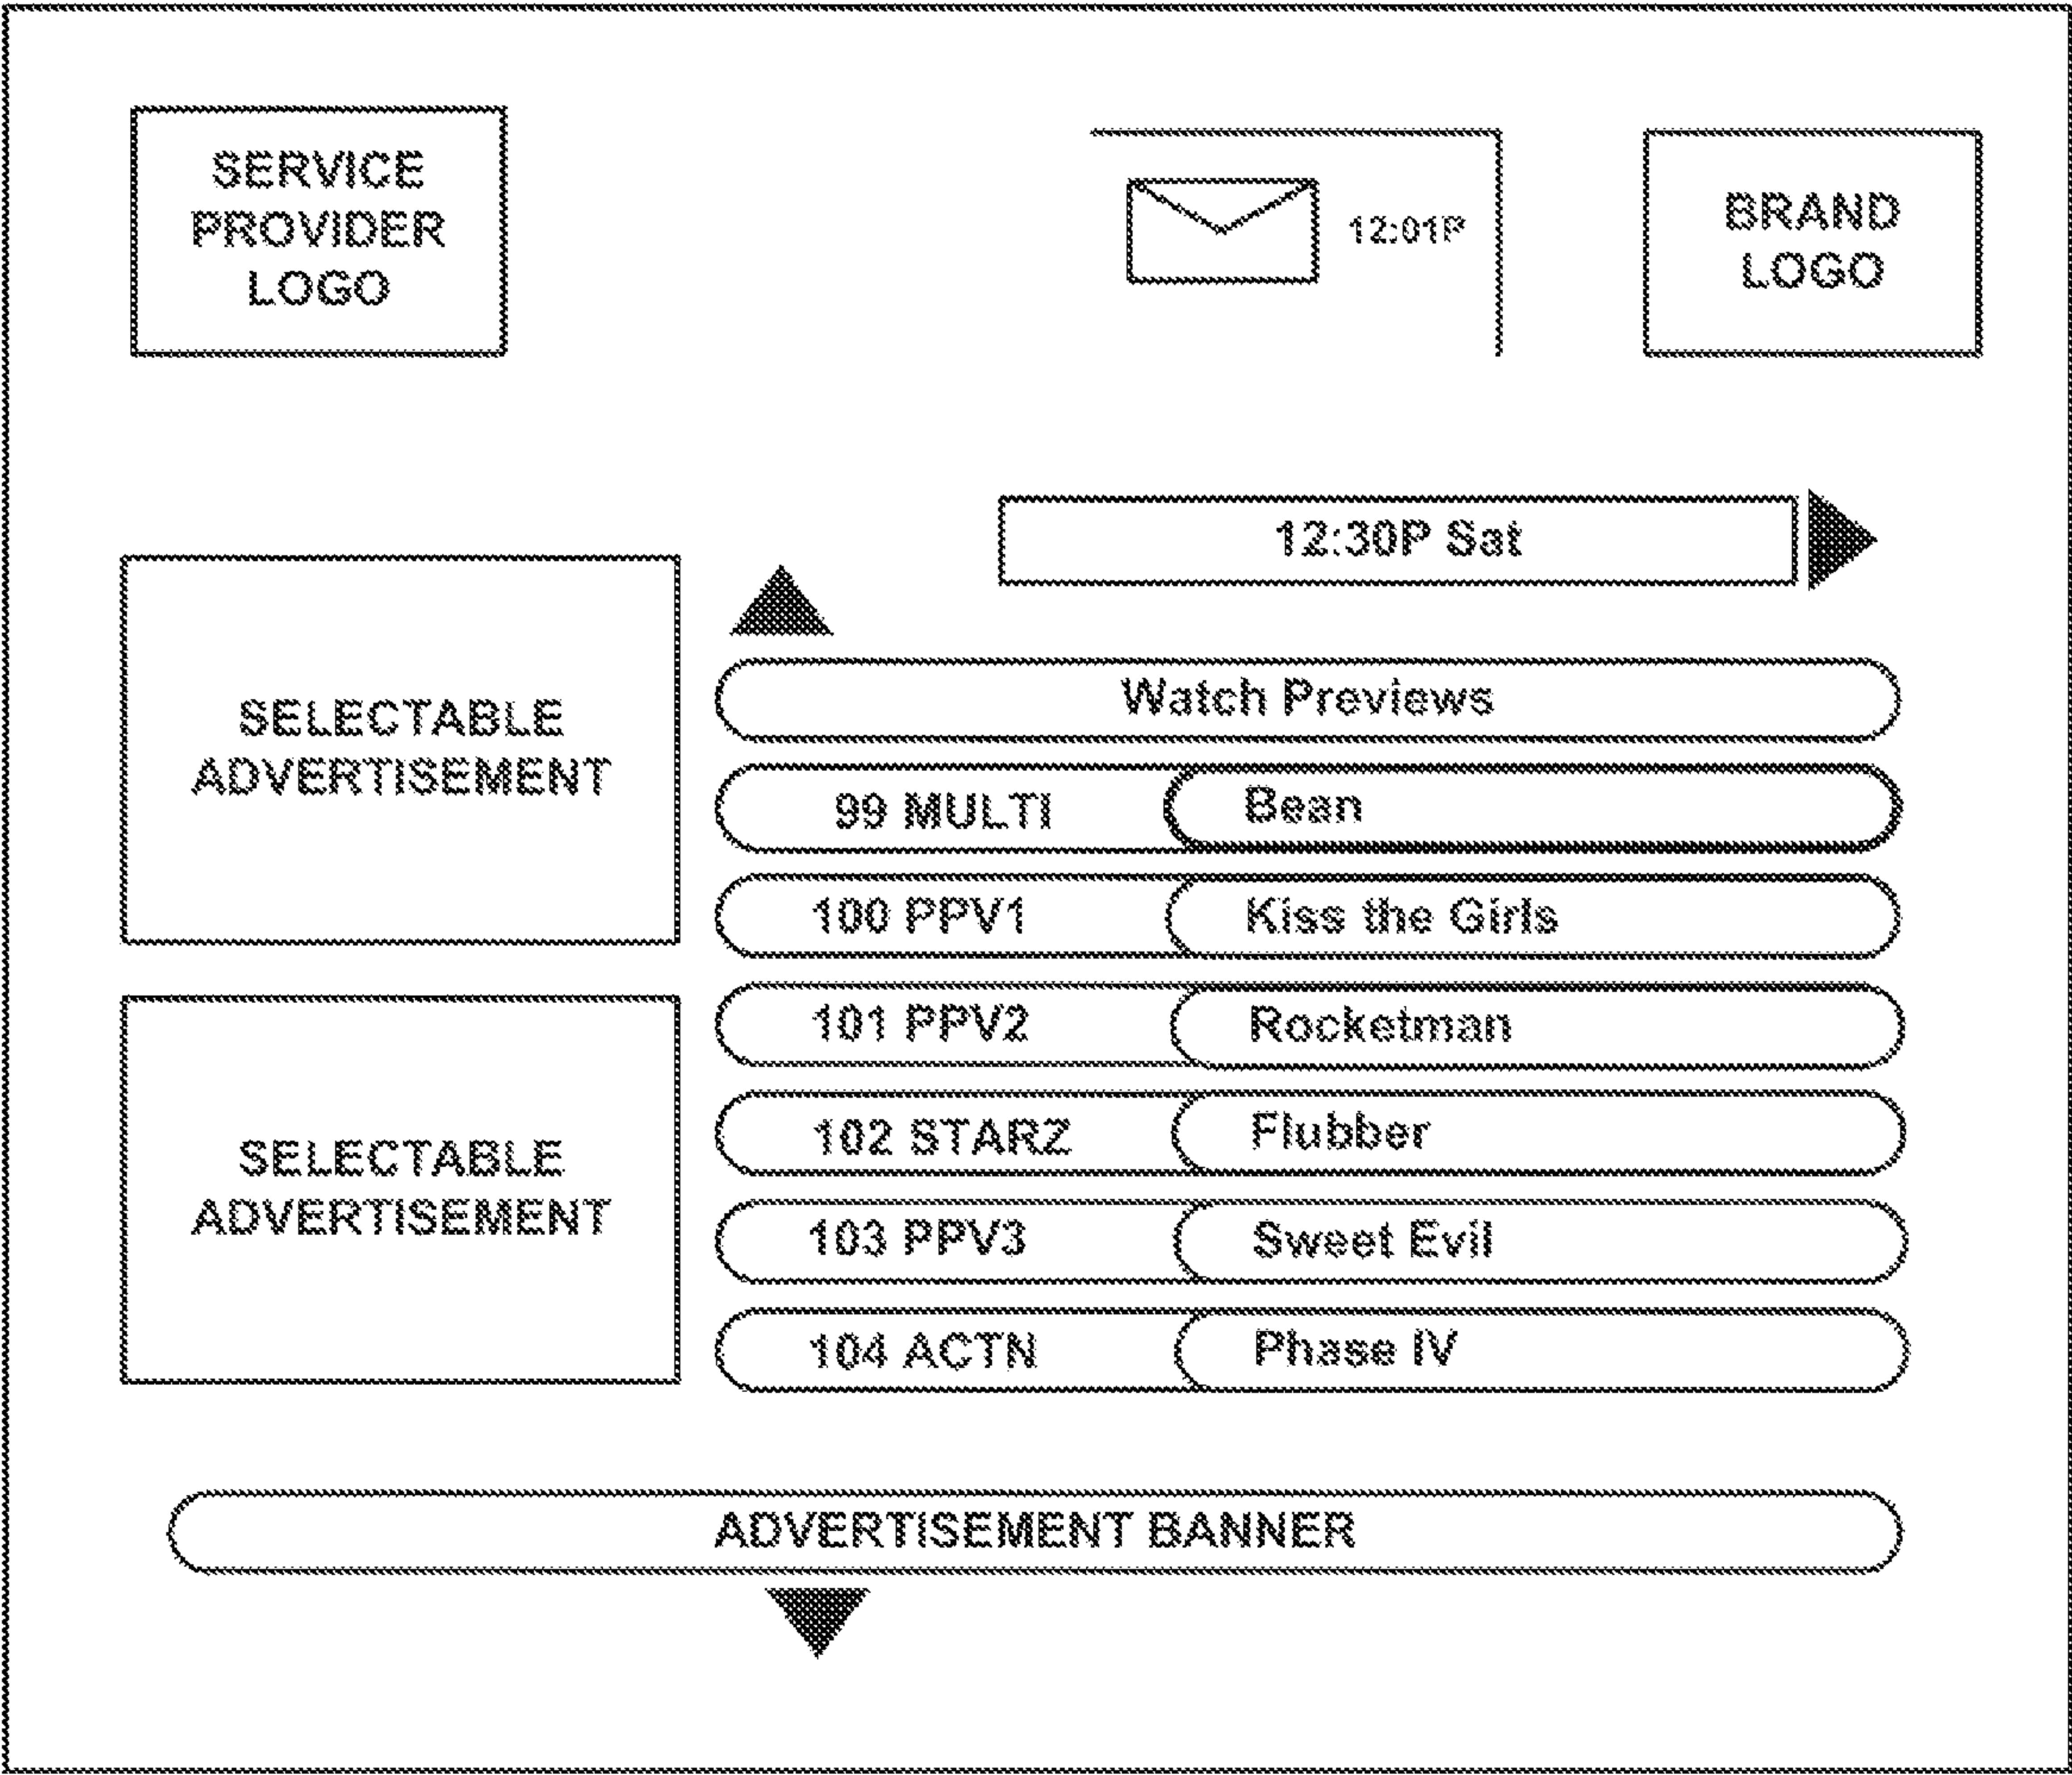 SERVICE
PROVIDER
LOGO
12:01P
BRAND
LOGO
12:30P Sat
SELECTABLE
ADVERTISEMENT
SELECTABLE
ADVERTISEMENT
Watch Previews
99 MULTI Bean
100 PPV1 Kiss the Girls
101 PPV2 Rocketman
102 STARZ Flubber
103 PPV3 Sweet Evil
104 ACTN Phase IV
ADVERTISEMENT BANNER